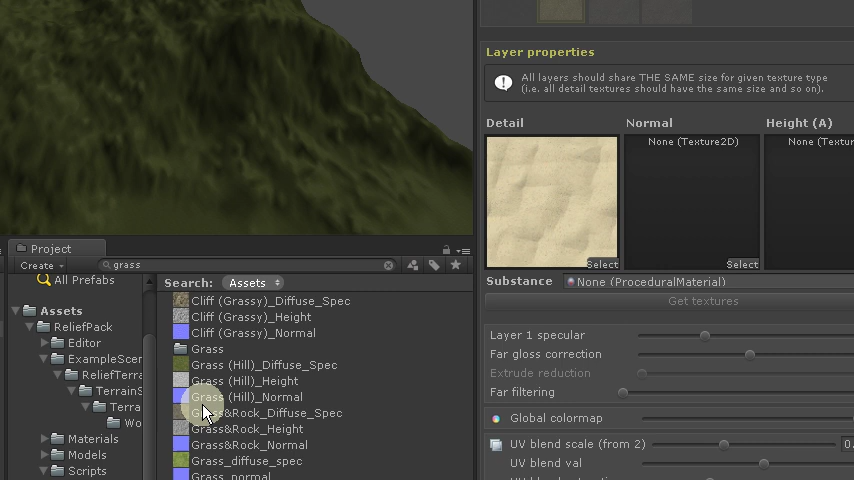 Layer properties
All layers should share THE SAME size for given texture type
(i.e. all detail textures should have the same size and so on).
Detail Normal Height (A)
None (Texture2D) None (Textur
Select Select
Substance None (ProceduralMaterial)
Get textures
Layer 1 specular
Far gloss correction
Extrude reduction
Far filtering
Global colormap
UV blend scale (from 2) 0.
UV blend val
Project
Create grass
All Prefabs
Assets
ReliefPack
Editor
ExampleScen
ReliefTerra
TerrainS
Terra
Wo
Materials
Models
Scripts
Search: Assets
Cliff (Grassy)_Diffuse_Spec
Cliff (Grassy)_Height
Cliff (Grassy)_Normal
Grass
Grass (Hill)_Diffuse_Spec
Grass (Hill)_Height
Grass (Hill)_Normal
Grass&Rock_Diffuse_Spec
Grass&Rock_Height
Grass&Rock_Normal
Grass_diffuse_spec
Grass_normal